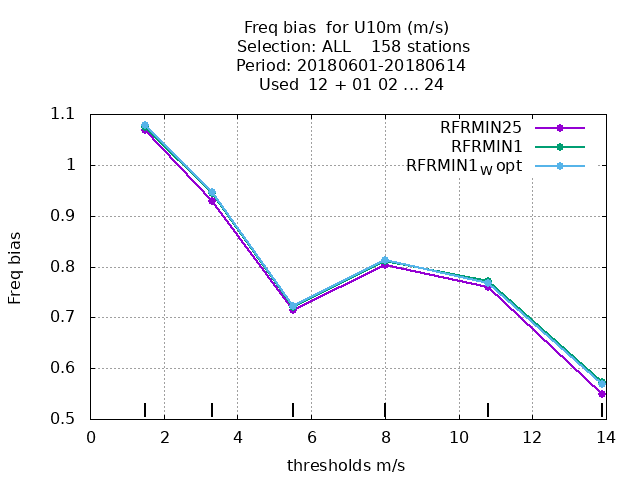 Freq bias  for U10m (m/s)
Selection: ALL    158 stations
Period: 20180601-20180614
Used  12 + 01 02 ... 24
RFRMIN25
RFRMIN1
RFRMIN1W opt
1.1
1
0.9
0.8
0.7
0.6
0.5
Freq bias
0 2 4 6 8 10 12 14
thresholds m/s